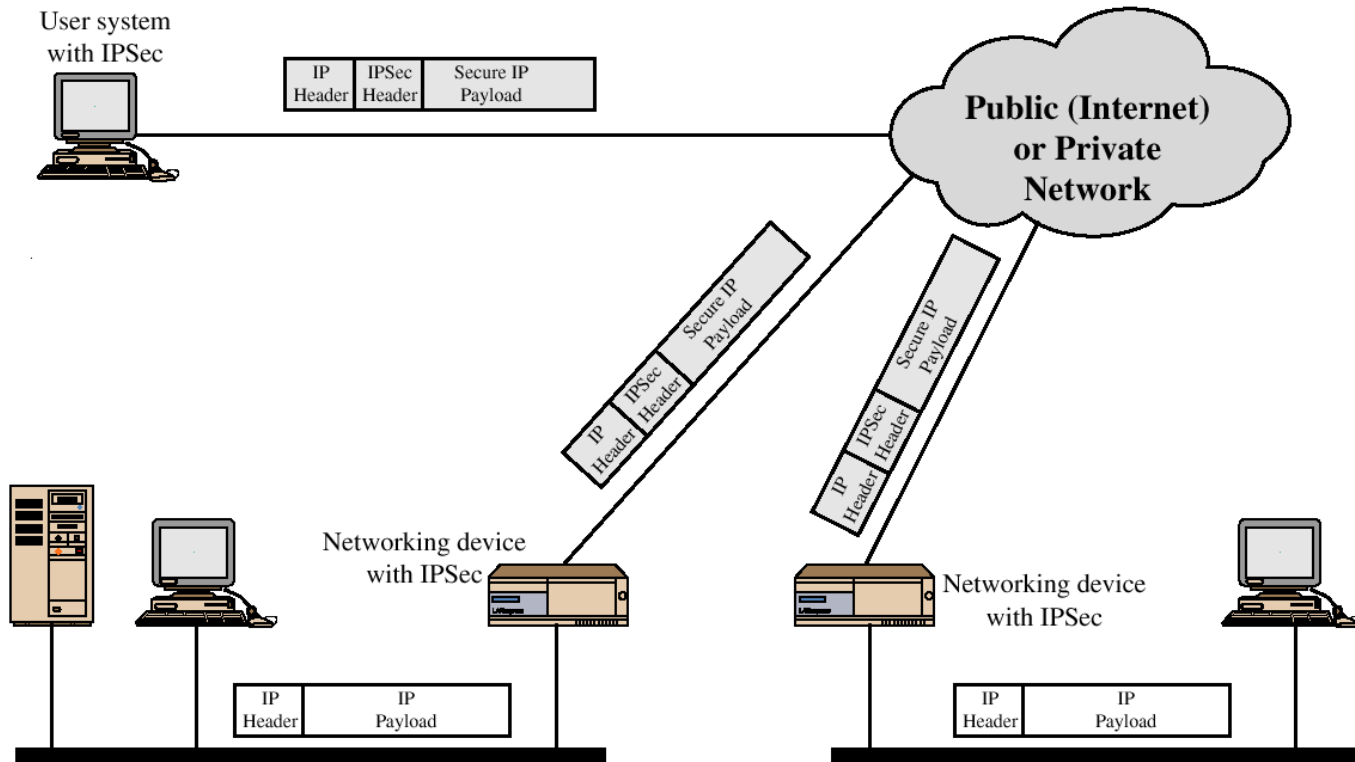 User system
with IPSec
IP
Header
IPSec
Header
Secure IP
Payload
Public (Internet)
or Private
Network
IP
Header
IPSec
Header
Secure IP
Payload
IP
Header
IPSec
Header
Secure IP
Payload
Networking device
with IPSec
Networking device
with IPSec
IP
Header
IP
Payload
IP
Header
IP
Payload